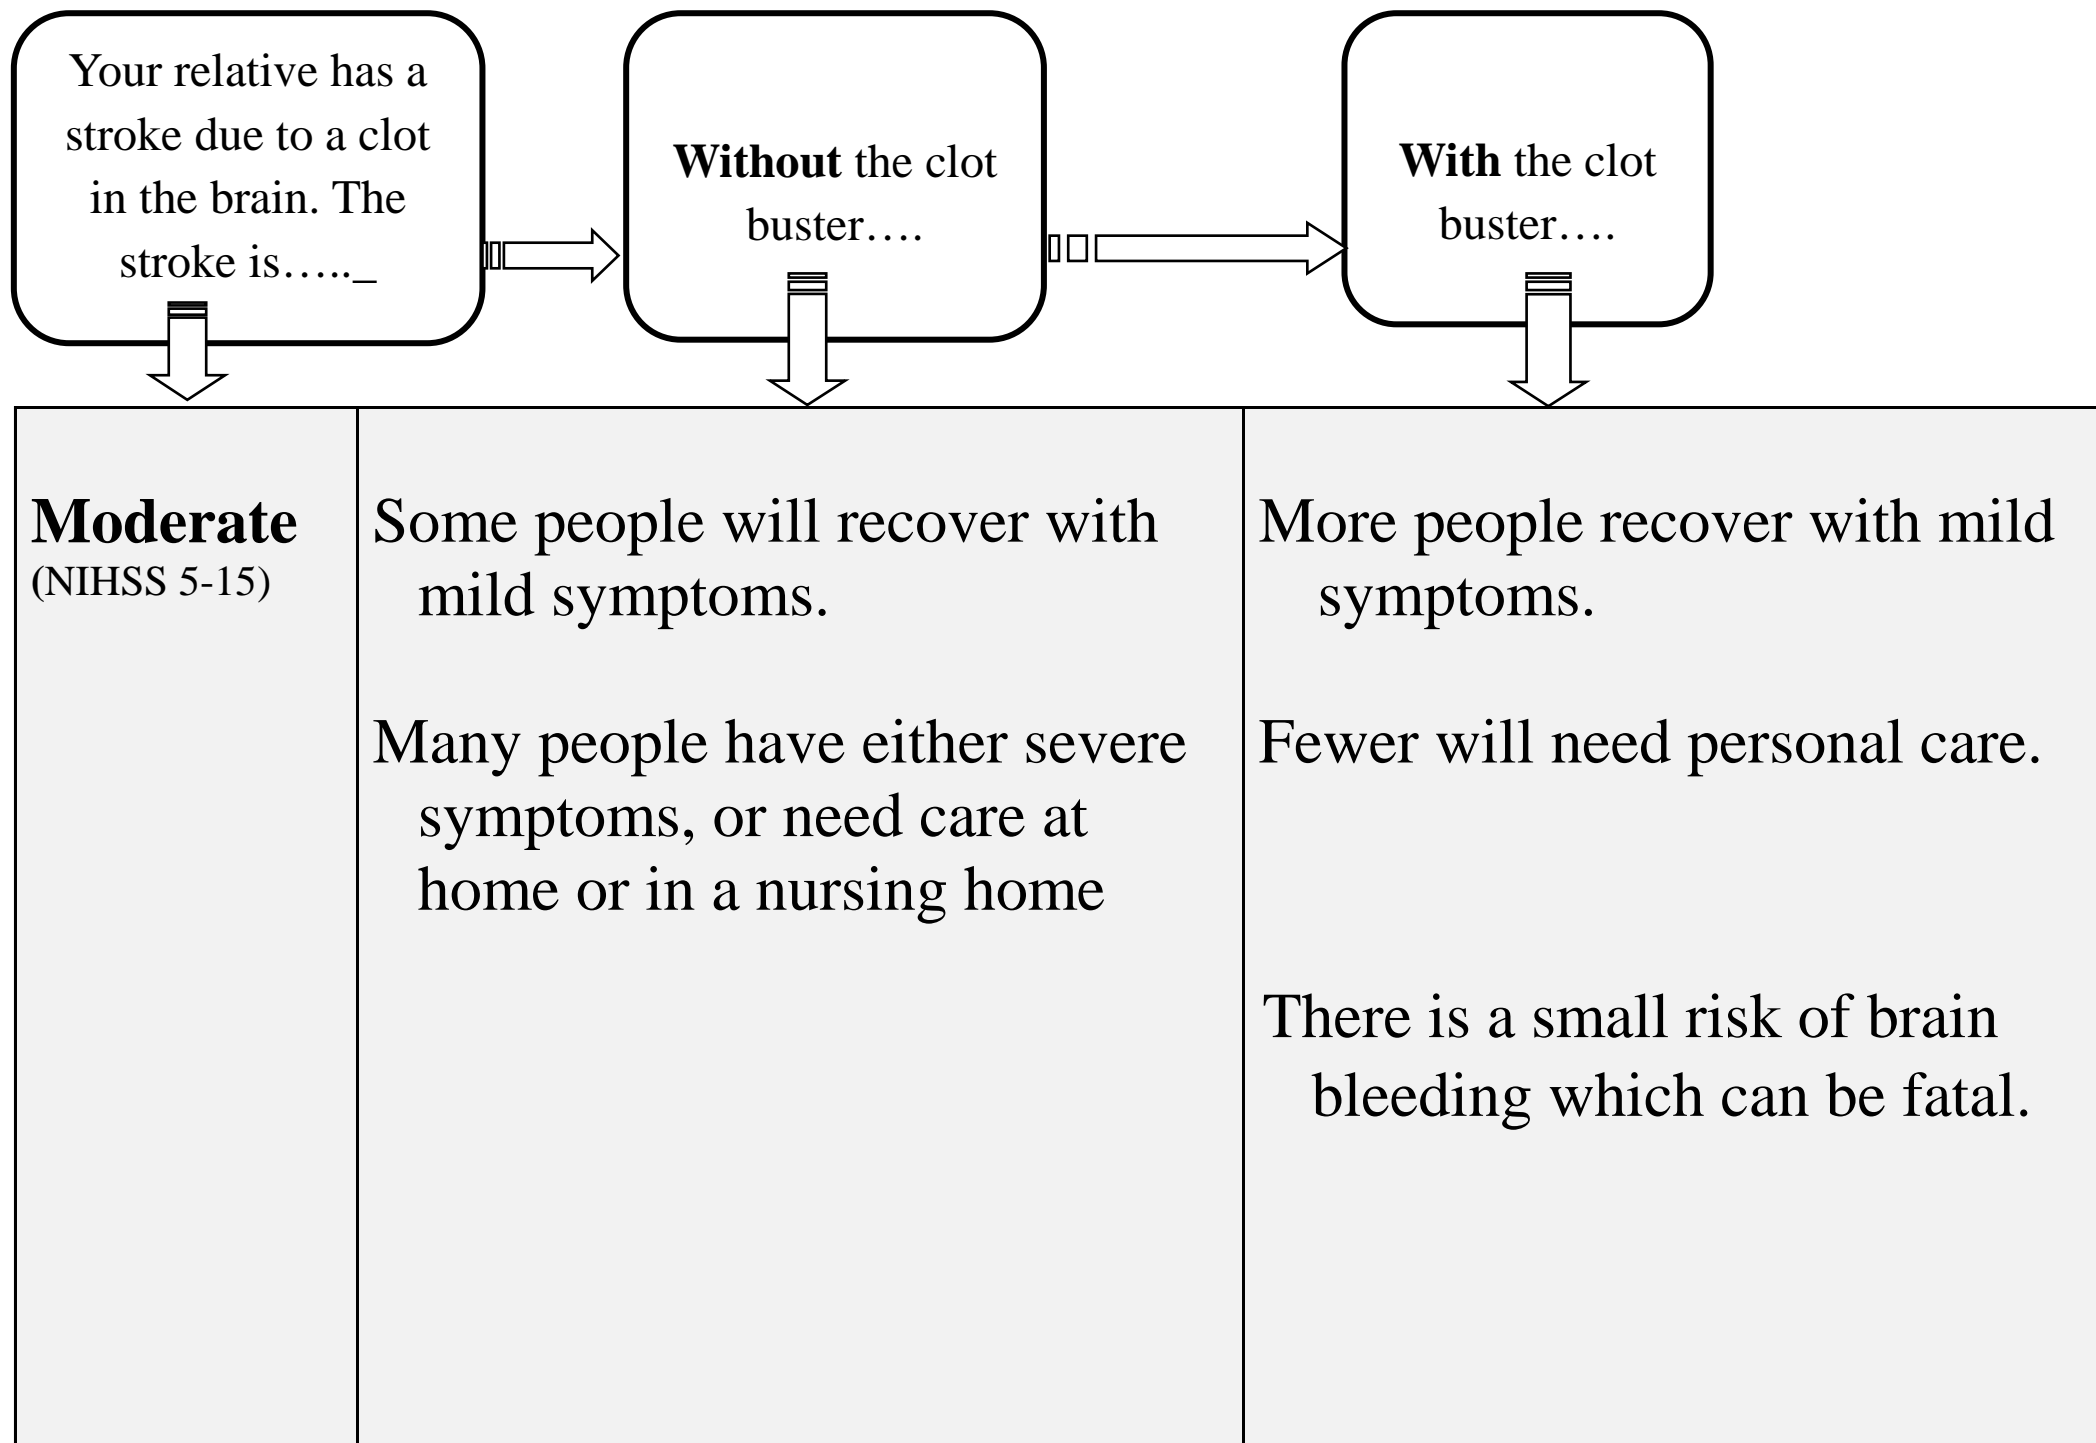 Your relative has a
stroke due to a clot
in the brain. The
stroke is….._
Without the clot
buster….
With the clot
buster….
Moderate
(NIHSS 5-15)
Some people will recover with
mild symptoms.
Many people have either severe
symptoms, or need care at
home or in a nursing home
More people recover with mild
symptoms.
Fewer will need personal care.
There is a small risk of brain
bleeding which can be fatal.